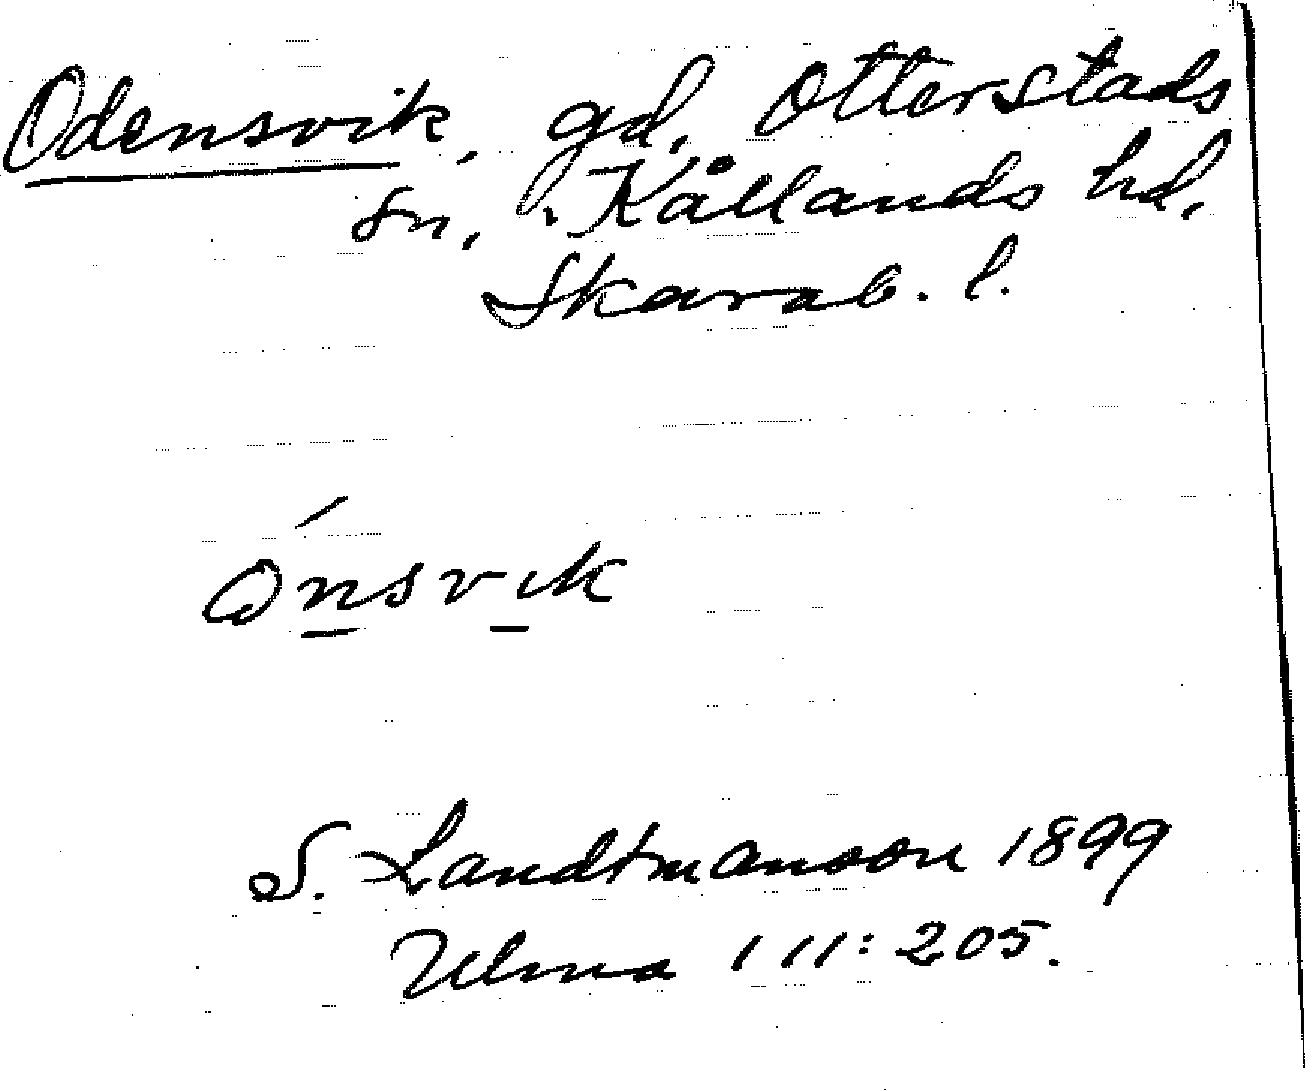 Odensvik, gd, Otterstads
sn, Kållands hd,
Skarab. l.
Ónsvik
S. Landtmanson 1899
Ulma 111:205.